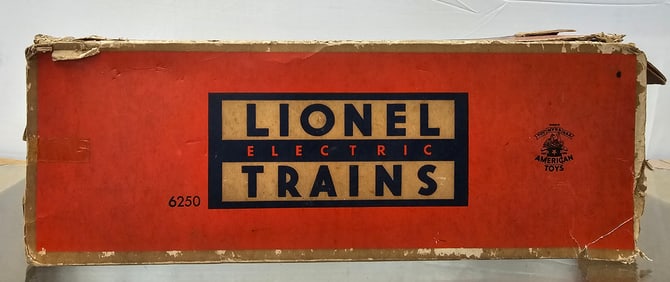 LIONEL
ELECTRIC
TRAINS
6250
AMERICAN
TOYS